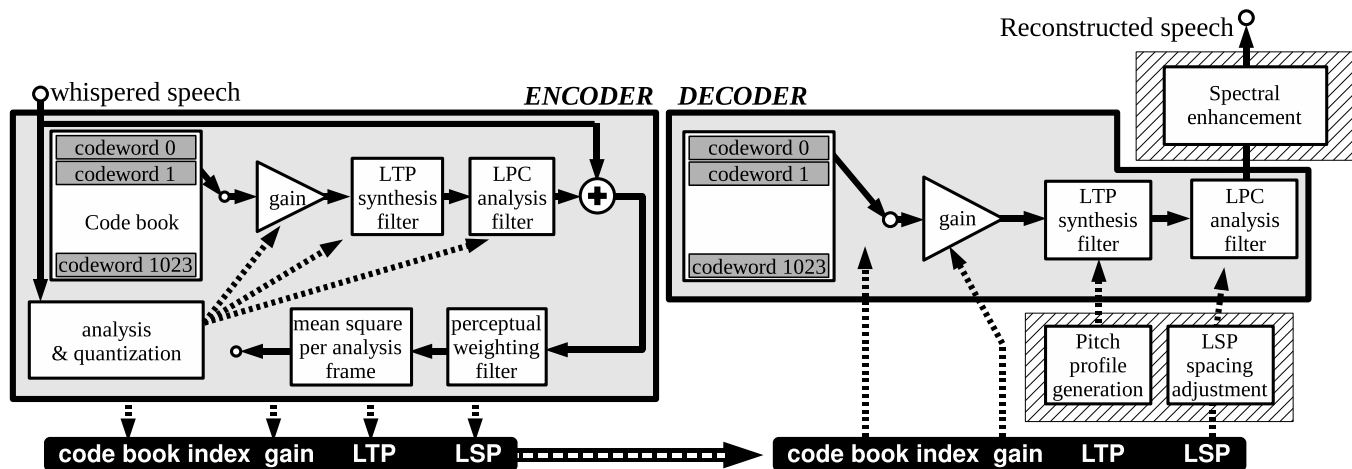 whispered speech
ENCODER
codeword 0
codeword 1
Code book
codeword 1023
gain
LTP
synthesis
filter
LPC
analysis
filter
analysis
& quantization
mean square
per analysis
frame
perceptual
weighting
filter
code book index gain LTP LSP
DECODER
codeword 0
codeword 1
codeword 1023
gain
LTP
synthesis
filter
LPC
analysis
filter
Reconstructed speech
Spectral
enhancement
Pitch
profile
generation
LSP
spacing
adjustment
code book index gain LTP LSP